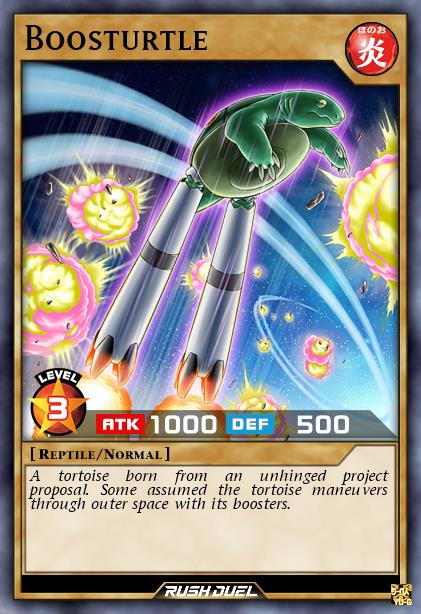 BOOSTURTLE
ほのお
炎
LEVEL
3
ATK 1000 DEF 500
[REPTILE/NORMAL]
A tortoise born from an unhinged project
proposal. Some assumed the tortoise maneuvers
through outer space with its boosters.
RUSH DUEL